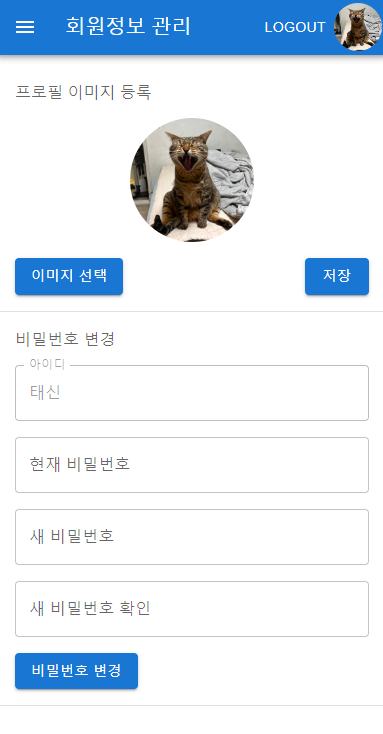 회원정보 관리
LOGOUT
프로필 이미지 등록
이미지 선택
저장
비밀번호 변경
아이디
태신
현재 비밀번호
새 비밀번호
새 비밀번호 확인
비밀번호 변경